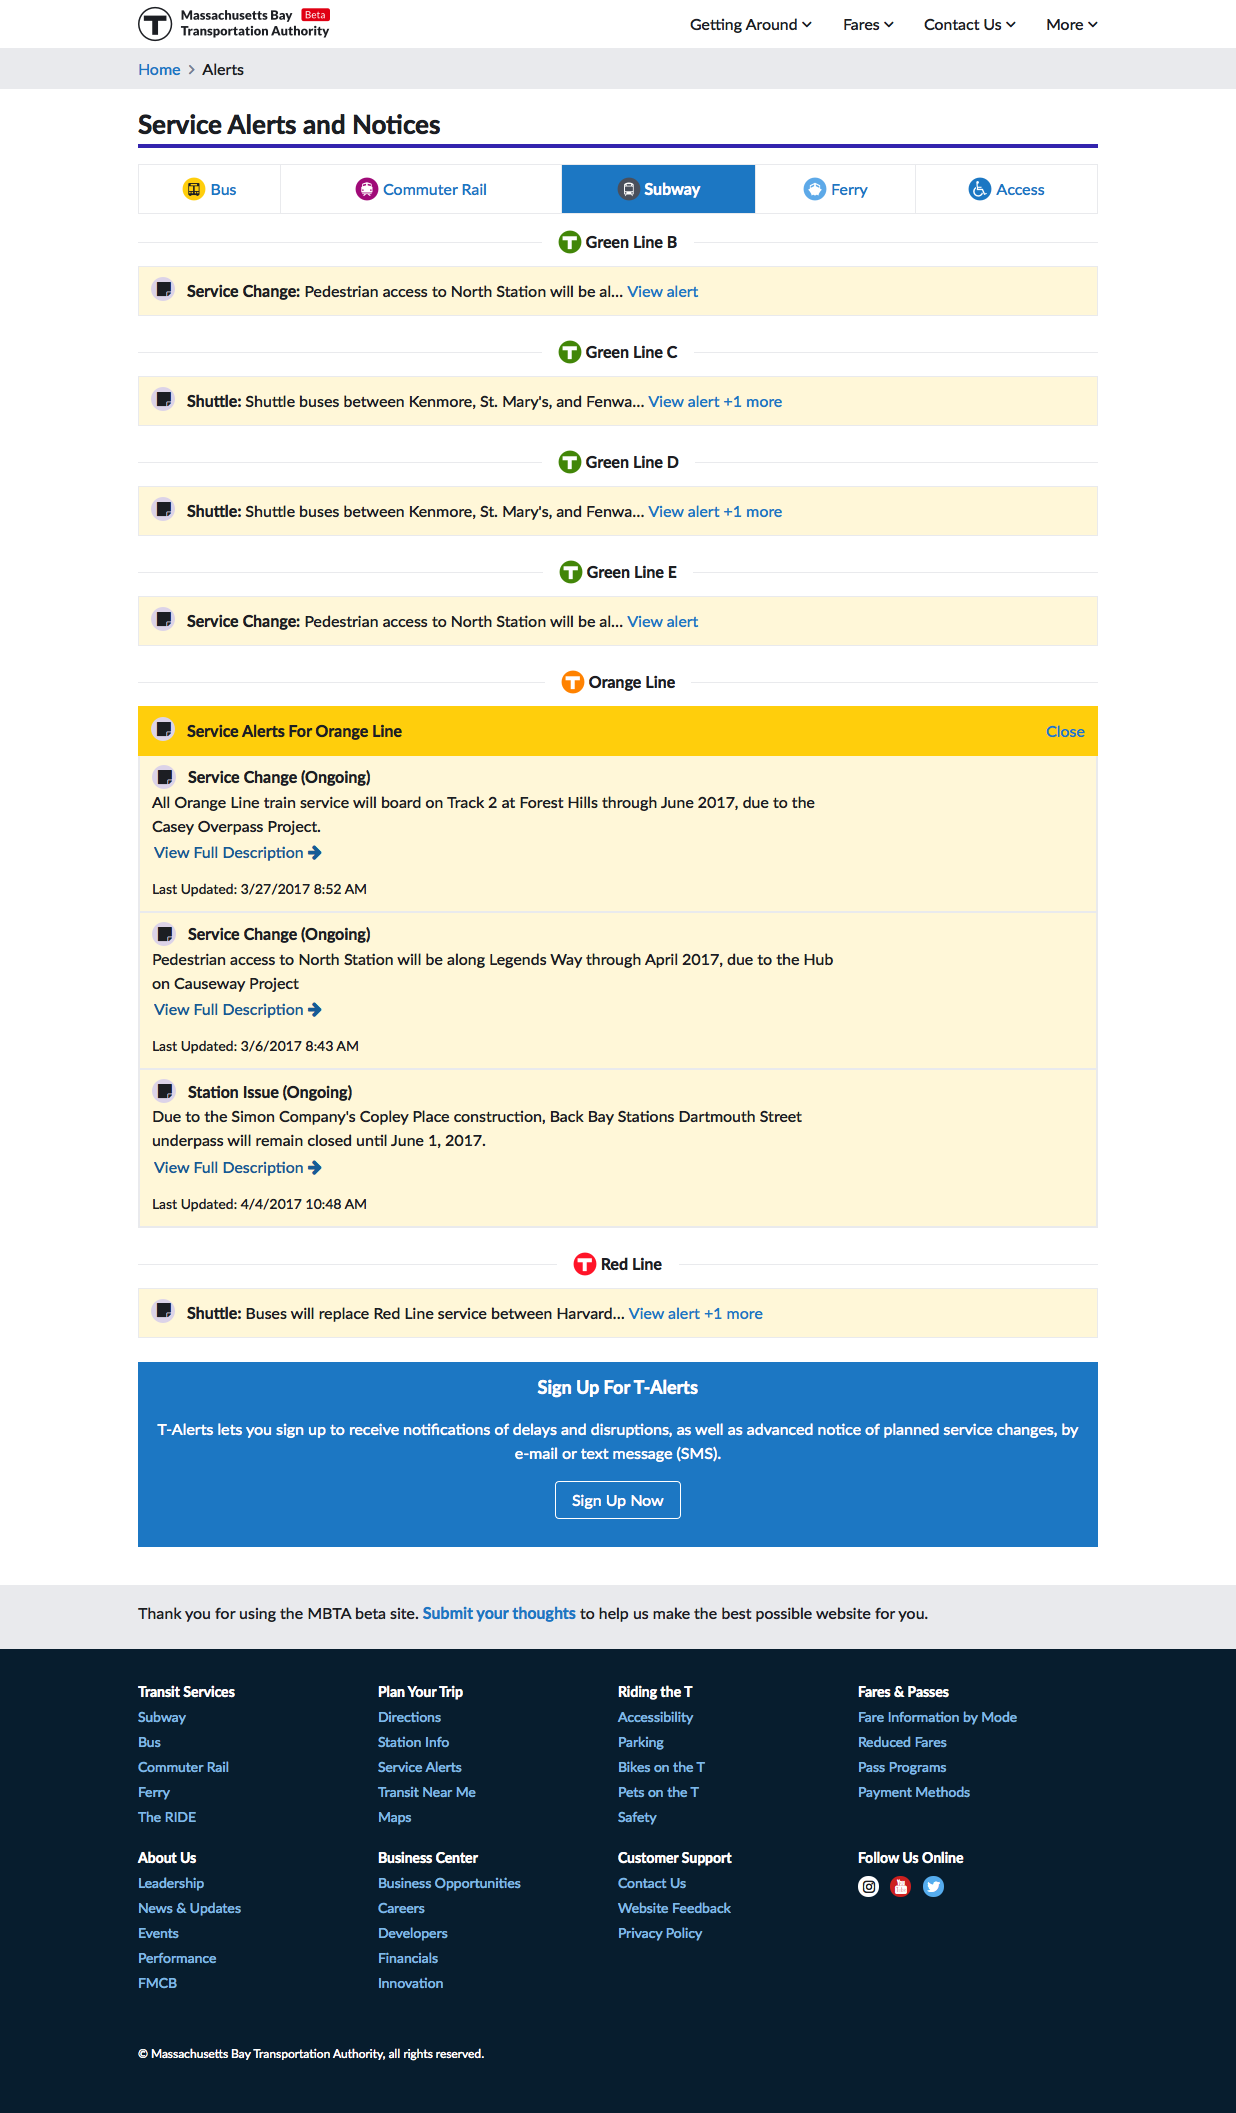 Massachusetts Bay Beta
Transportation Authority
Getting Around Fares Contact Us More
Home > Alerts
Service Alerts and Notices
Bus Commuter Rail Subway Ferry Access
T Green Line B
Service Change: Pedestrian access to North Station will be al... View alert
T Green Line C
Shuttle: Shuttle buses between Kenmore, St. Mary's, and Fenwa... View alert +1 more
T Green Line D
Shuttle: Shuttle buses between Kenmore, St. Mary's, and Fenwa... View alert +1 more
T Green Line E
Service Change: Pedestrian access to North Station will be al... View alert
T Orange Line
Service Alerts For Orange Line Close
Service Change (Ongoing)
All Orange Line train service will board on Track 2 at Forest Hills through June 2017, due to the
Casey Overpass Project.
View Full Description
Last Updated: 3/27/2017 8:52 AM
Service Change (Ongoing)
Pedestrian access to North Station will be along Legends Way through April 2017, due to the Hub
on Causeway Project
View Full Description
Last Updated: 3/6/2017 8:43 AM
Station Issue (Ongoing)
Due to the Simon Company's Copley Place construction, Back Bay Stations Dartmouth Street
underpass will remain closed until June 1, 2017.
View Full Description
Last Updated: 4/4/2017 10:48 AM
T Red Line
Shuttle: Buses will replace Red Line service between Harvard... View alert +1 more
Sign Up For T-Alerts
T-Alerts lets you sign up to receive notifications of delays and disruptions, as well as advanced notice of planned service changes, by
e-mail or text message (SMS).
Sign Up Now
Thank you for using the MBTA beta site. Submit your thoughts to help us make the best possible website for you.
Transit Services
Subway
Bus
Commuter Rail
Ferry
The RIDE
Plan Your Trip
Directions
Station Info
Service Alerts
Transit Near Me
Maps
Riding the T
Accessibility
Parking
Bikes on the T
Pets on the T
Safety
Fares & Passes
Fare Information by Mode
Reduced Fares
Pass Programs
Payment Methods
About Us
Leadership
News & Updates
Events
Performance
FMCB
Business Center
Business Opportunities
Careers
Developers
Financials
Innovation
Customer Support
Contact Us
Website Feedback
Privacy Policy
Follow Us Online
© Massachusetts Bay Transportation Authority, all rights reserved.